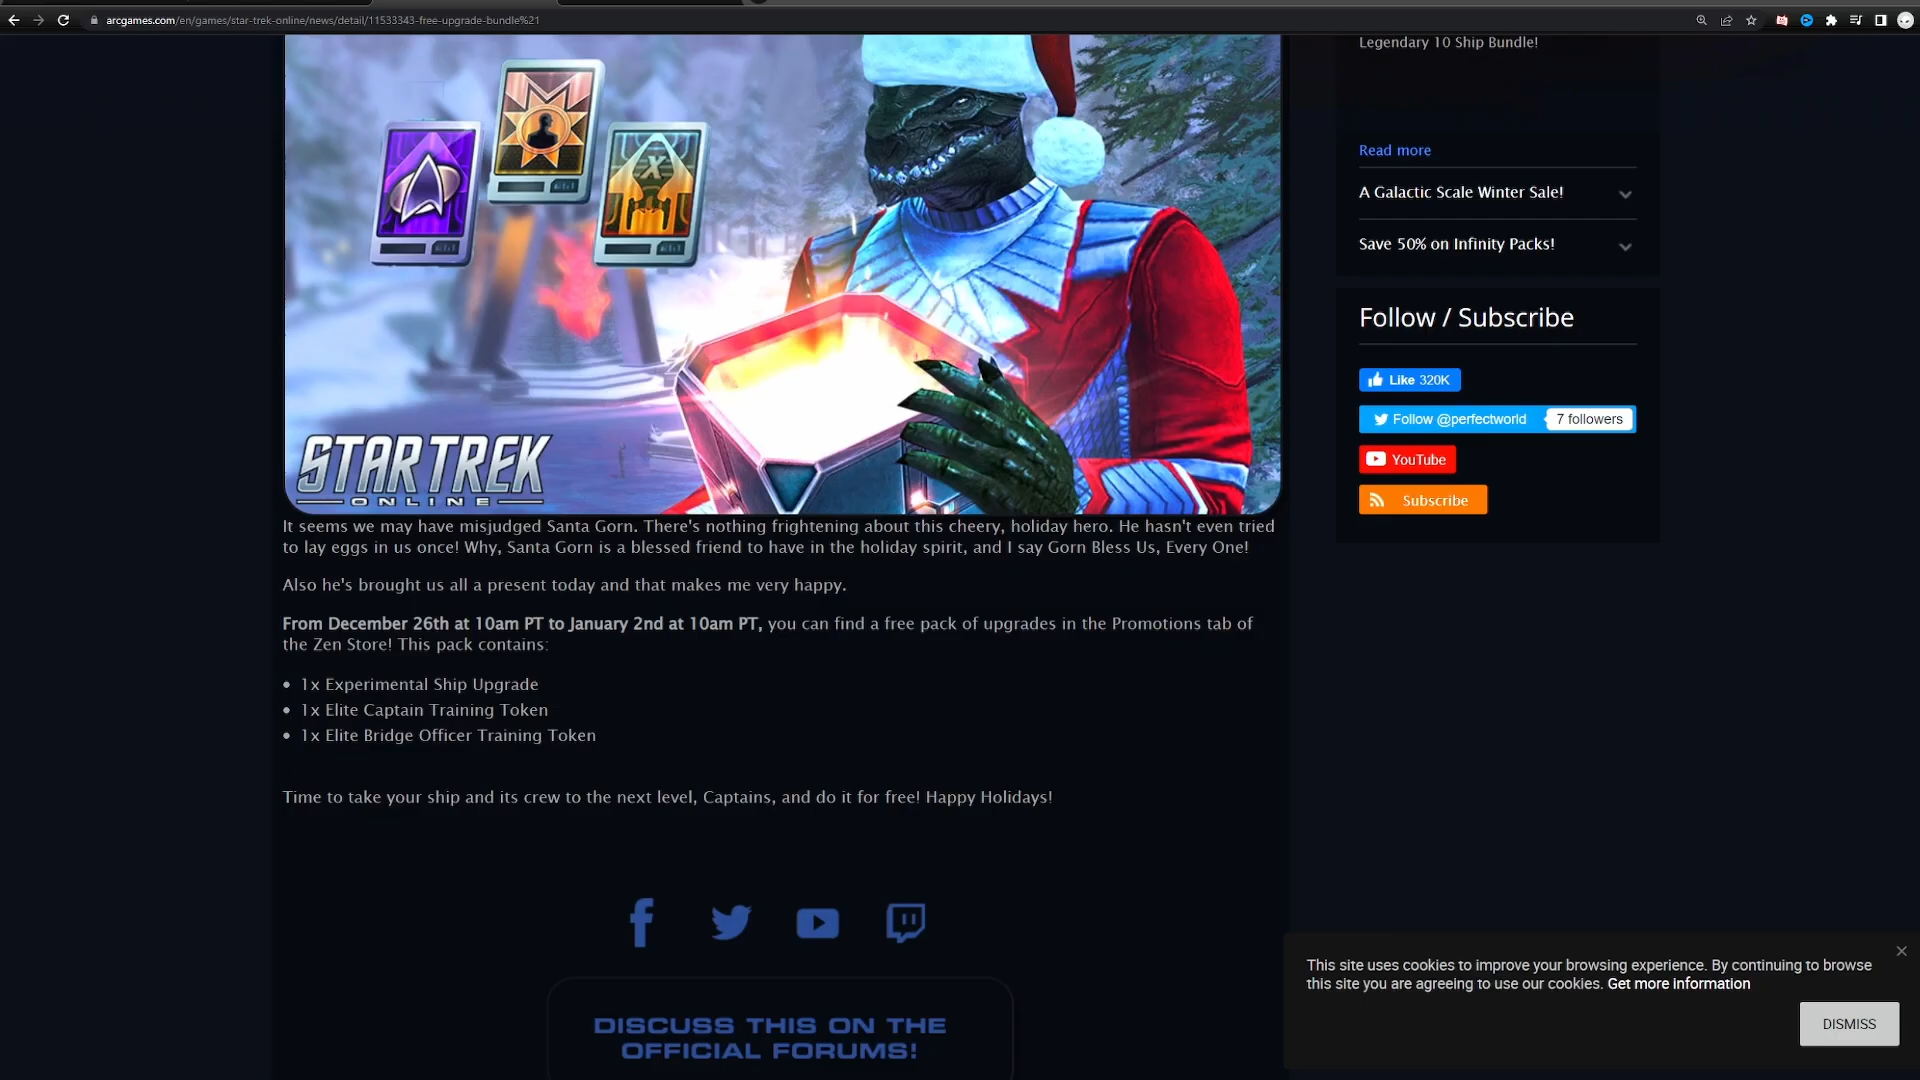 arcgames.com/en/games/star-trek-online/news/detail/11533343-free-upgrade-bundle%21
Legendary 10 Ship Bundle!
Read more
A Galactic Scale Winter Sale!
Save 50% on Infinity Packs!
Follow / Subscribe
Like 320K
Follow @perfectworld
7 followers
YouTube
Subscribe
X
STAR TREK
ONLINE
It seems we may have misjudged Santa Gorn. There's nothing frightening about this cheery, holiday hero. He hasn't even tried
to lay eggs in us once! Why, Santa Gorn is a blessed friend to have in the holiday spirit, and I say Gorn Bless Us, Every One!
Also he's brought us all a present today and that makes me very happy.
From December 26th at 10am PT to January 2nd at 10am PT, you can find a free pack of upgrades in the Promotions tab of
the Zen Store! This pack contains:
• 1x Experimental Ship Upgrade
• 1x Elite Captain Training Token
• 1x Elite Bridge Officer Training Token
Time to take your ship and its crew to the next level, Captains, and do it for free! Happy Holidays!
DISCUSS THIS ON THE
OFFICIAL FORUMS!
This site uses cookies to improve your browsing experience. By continuing to browse
this site you are agreeing to use our cookies. Get more information
DISMISS